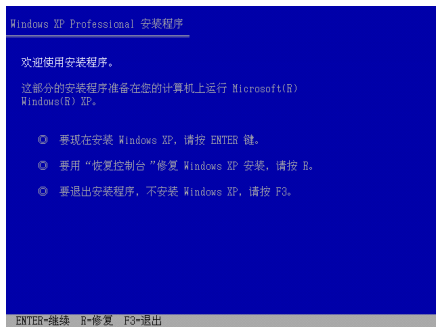 Windows XP Professional 安装程序
欢迎使用安装程序。
这部分的安装程序准备在您的计算机上运行 Microsoft(R)
Windows(R) XP。
◎ 要现在安装 Windows XP, 请按 ENTER 键。
◎ 要用“恢复控制台 ”修复 Windows XP 安装, 请按 R。
◎ 要退出安装程序, 不安装 Windows XP, 请按 F3。
ENTER=继续 R=修复 F3=退出